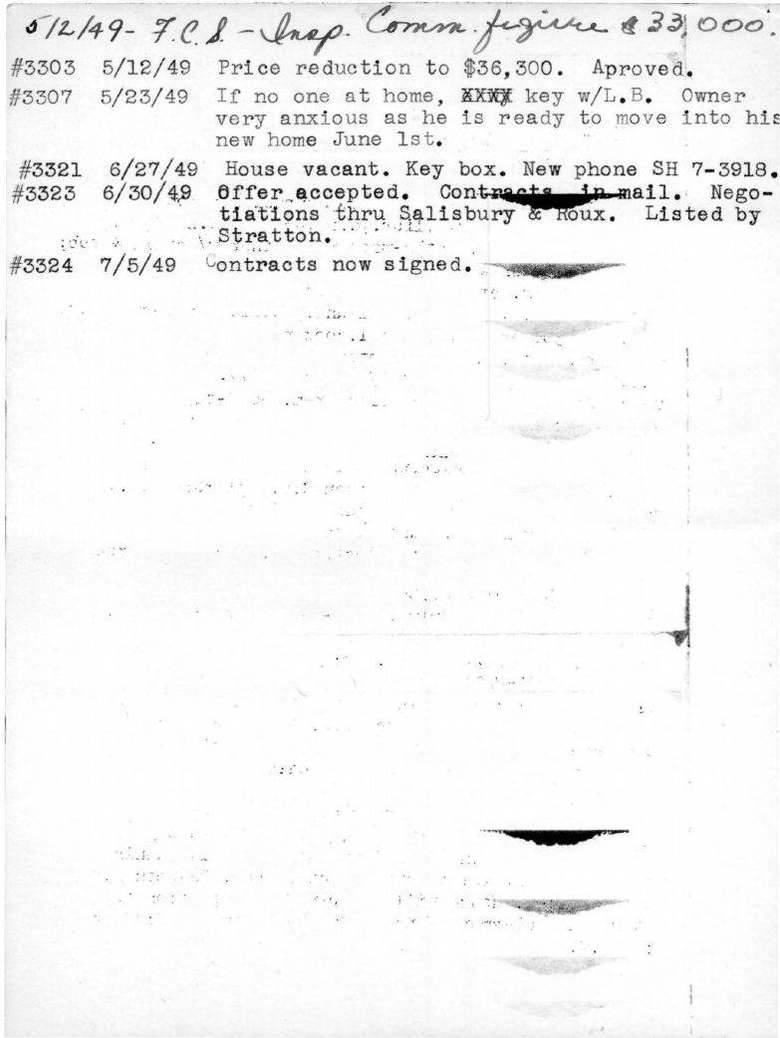 5/2/49 - F.C.S. - Insp. Comm. figure $33,000.
#3303 5/12/49 Price reduction to $36,300. Aproved.
#3307 5/23/49 If no one at home, XXXX key w/L.B. Owner
very anxious as he is ready to move into his
new home June 1st.
#3321 6/27/49 House vacant. Key box. New phone SH 7-3918.
#3323 6/30/49 Offer accepted. Contracts in mail. Nego-
tiations thru Salisbury & Roux. Listed by
Stratton.
#3324 7/5/49 Contracts now signed.